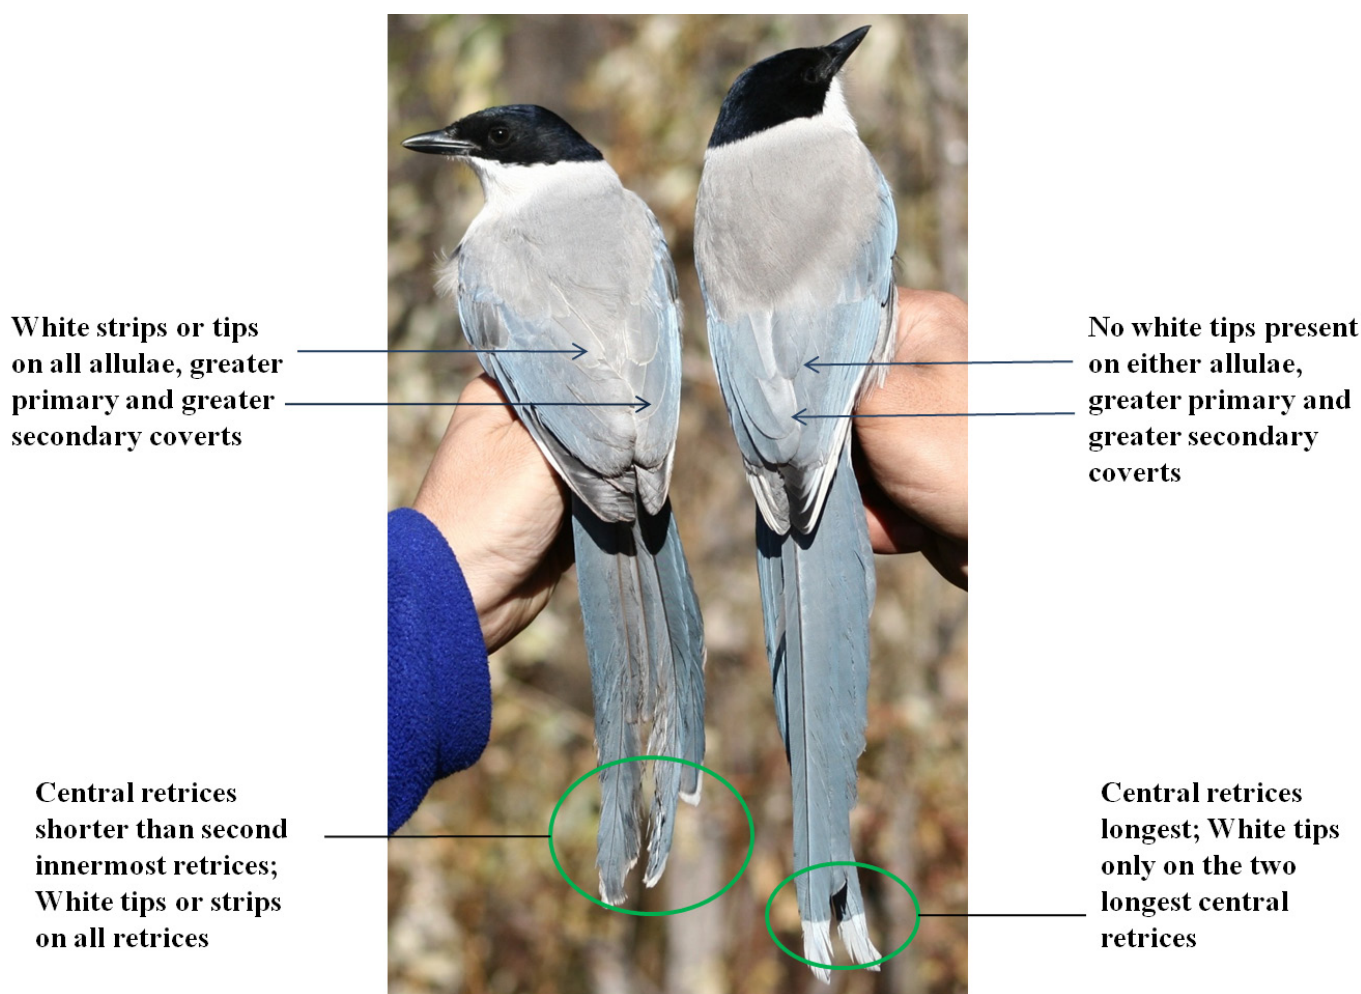 White strips or tips
on all allulae, greater
primary and greater
secondary coverts
No white tips present
on either allulae,
greater primary and
greater secondary
coverts
Central retrices
shorter than second
innermost retrices;
White tips or strips
on all retrices
Central retrices
longest; White tips
only on the two
longest central
retrices